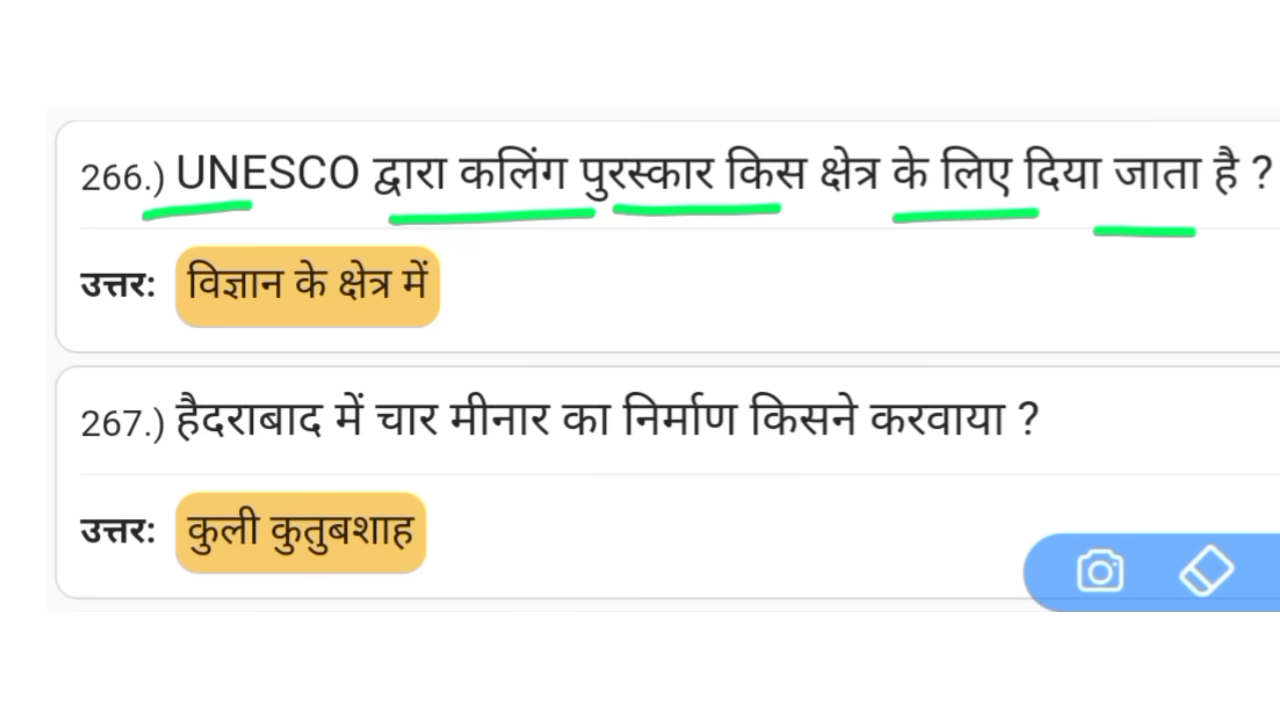 266.) UNESCO द्वारा कलिंग पुरस्कार किस क्षेत्र के लिए दिया जाता है ?
उत्तर: विज्ञान के क्षेत्र में
267.) हैदराबाद में चार मीनार का निर्माण किसने करवाया ?
उत्तर: कुली कुतुबशाह